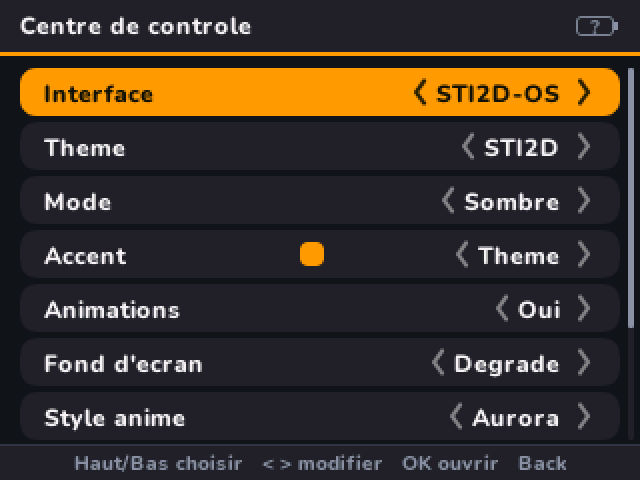 Centre de controle
?
Interface < STI2D-OS >
Theme < STI2D >
Mode < Sombre >
Accent < Theme >
Animations < Oui >
Fond d'ecran < Degrade >
Style anime < Aurora >
Haut/Bas choisir < > modifier OK ouvrir Back